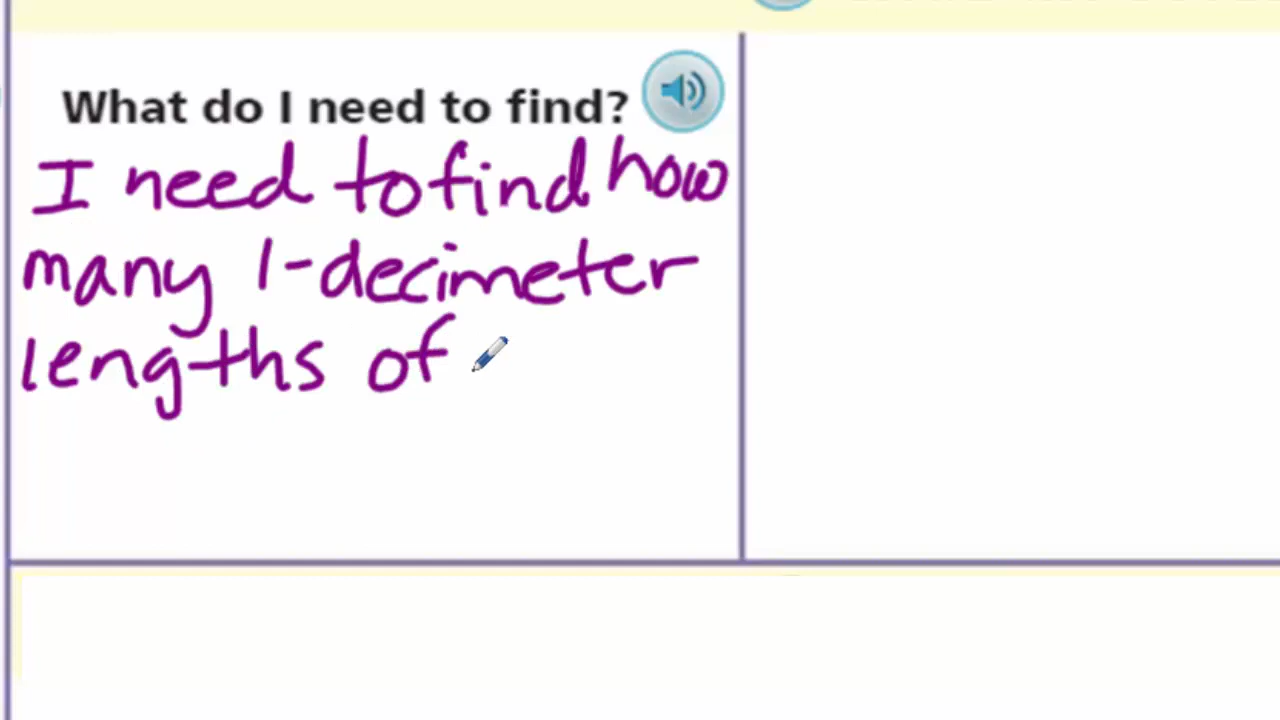 What do I need to find?
I need to find how
many 1-decimeter
lengths of